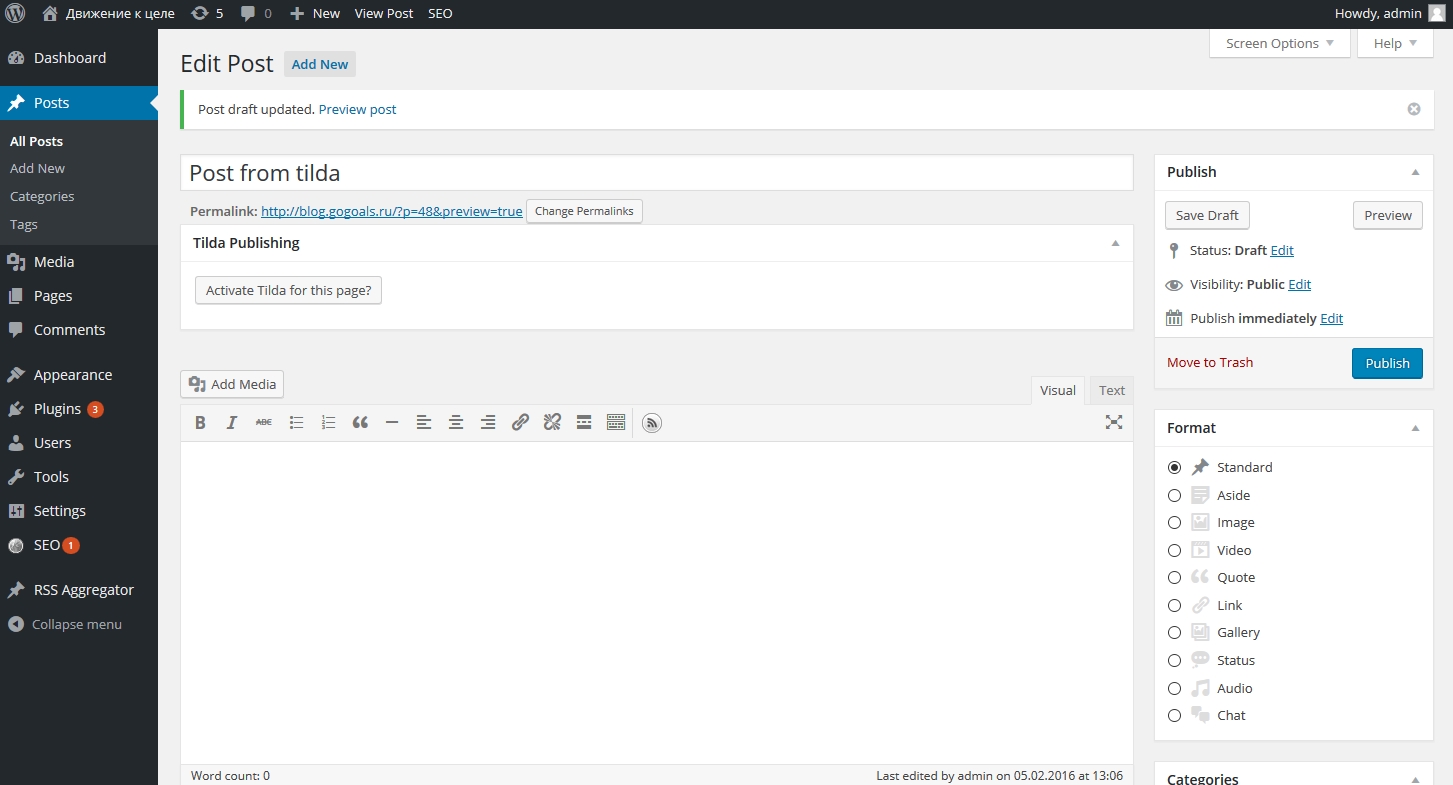 Движение к целе 5 0 New View Post SEO Howdy, admin
Screen Options Help
Dashboard
Posts
All Posts
Add New
Categories
Tags
Media
Pages
Comments
Appearance
Plugins 3
Users
Tools
Settings
SEO 1
RSS Aggregator
Collapse menu
Edit Post Add New
Post draft updated. Preview post
Post from tilda
Permalink: http://blog.gogoals.ru/?p=48&preview=true Change Permalinks
Tilda Publishing
Activate Tilda for this page?
Add Media
Visual Text
B I ABC
Word count: 0 Last edited by admin on 05.02.2016 at 13:06
Publish
Save Draft Preview
Status: Draft Edit
Visibility: Public Edit
Publish immediately Edit
Move to Trash Publish
Format
Standard
Aside
Image
Video
Quote
Link
Gallery
Status
Audio
Chat
Categories